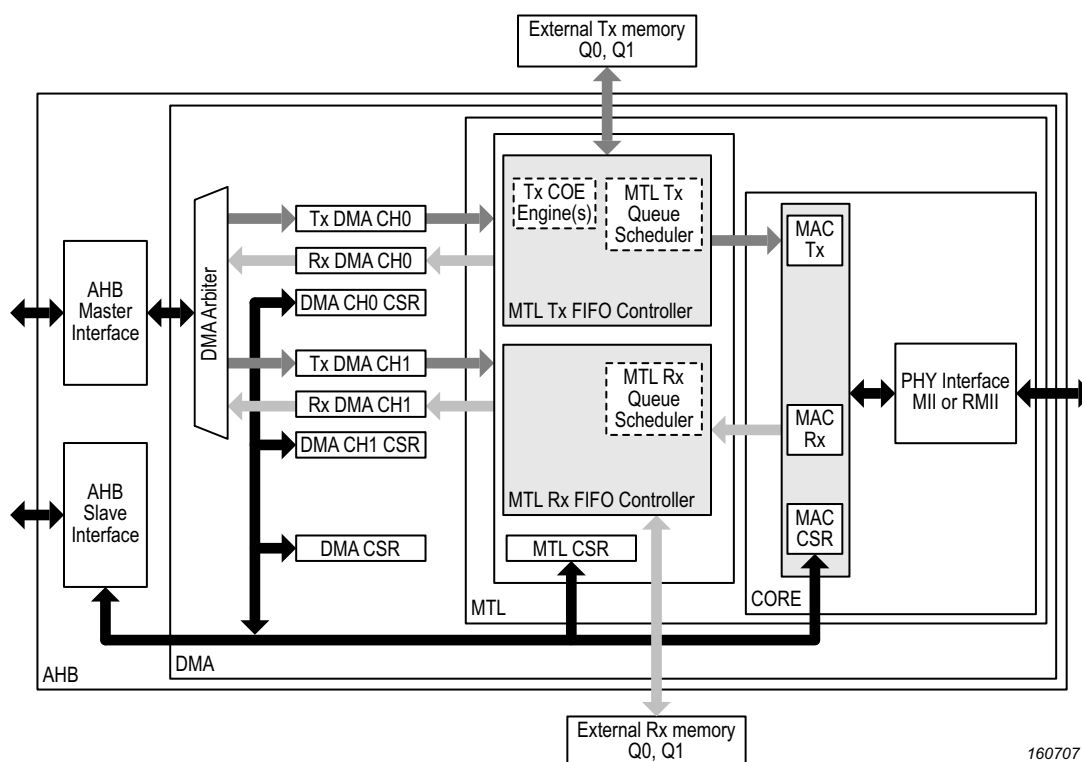 External Tx memory
Q0, Q1
Tx COE
Engine(s)
MTL Tx
Queue
Scheduler
MTL Tx FIFO Controller
MAC
Tx
Tx DMA CH0
Rx DMA CH0
DMA CH0 CSR
AHB
Master
Interface
DMA Arbiter
Tx DMA CH1
Rx DMA CH1
DMA CH1 CSR
MTL Rx
Queue
Scheduler
MTL Rx FIFO Controller
MAC
Rx
PHY Interface
MII or RMII
AHB
Slave
Interface
DMA CSR
MTL CSR
MAC
CSR
MTL
CORE
DMA
AHB
External Rx memory
Q0, Q1
160707